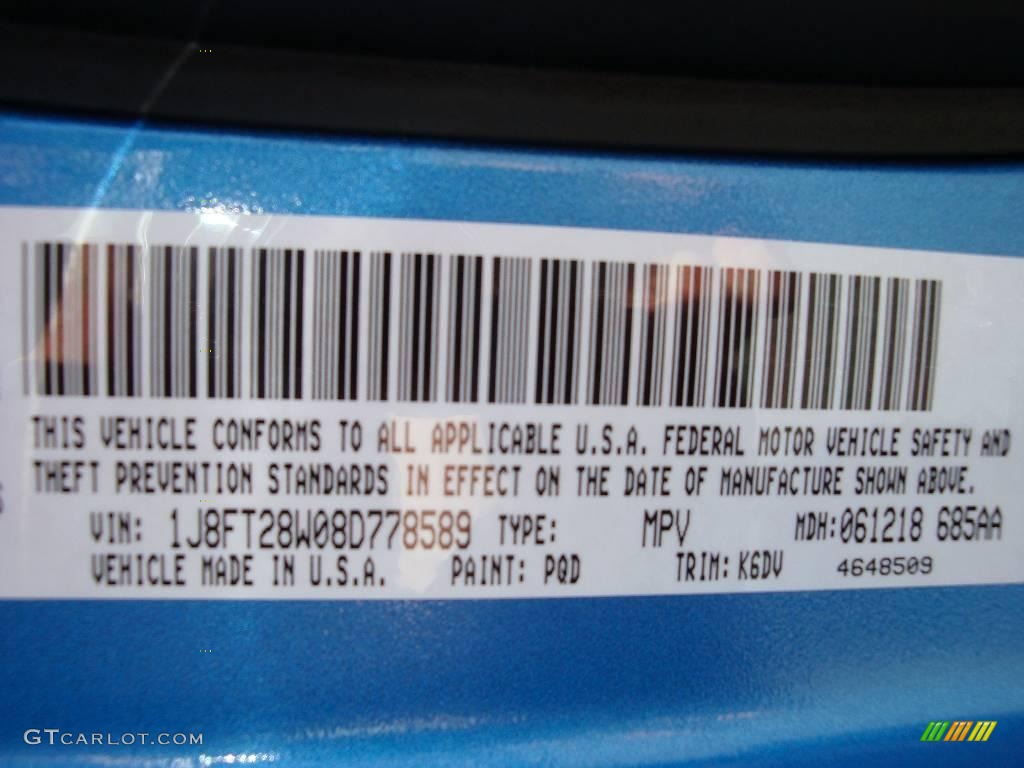 THIS VEHICLE CONFORMS TO ALL APPLICABLE U.S.A. FEDERAL MOTOR VEHICLE SAFETY AND
THEFT PREVENTION STANDARDS IN EFFECT ON THE DATE OF MANUFACTURE SHOWN ABOVE.
VIN: 1J8FT28W08D778589 TYPE: MPV MDH:061218 685AA
VEHICLE MADE IN U.S.A. PAINT: PQD TRIM: K6DV 4648509
GTCARLOT.COM